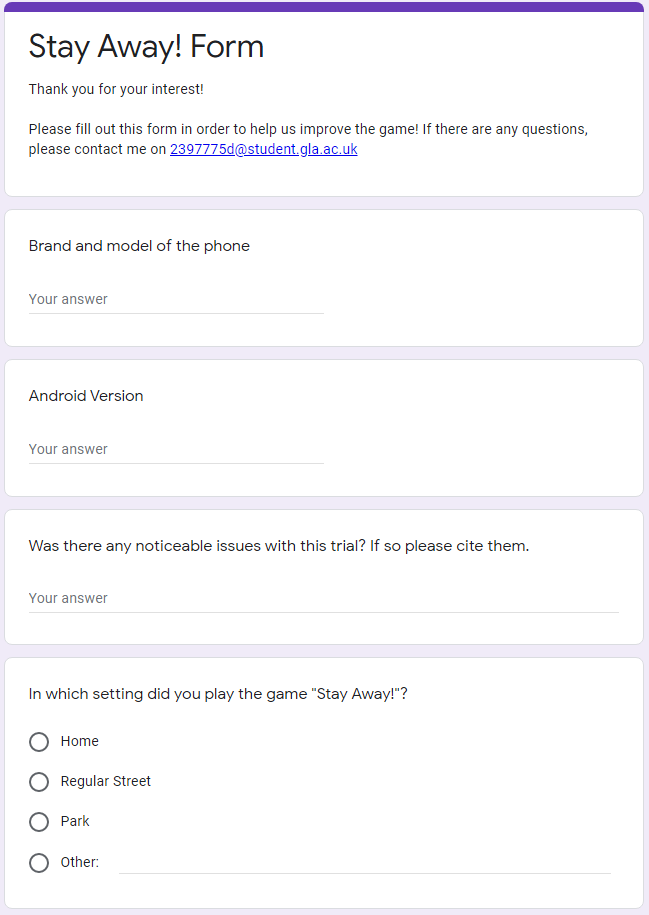 Stay Away! Form
Thank you for your interest!
Please fill out this form in order to help us improve the game! If there are any questions,
please contact me on 2397775d@student.gla.ac.uk
Brand and model of the phone
Your answer
Android Version
Your answer
Was there any noticeable issues with this trial? If so please cite them.
Your answer
In which setting did you play the game "Stay Away!"?
Home
Regular Street
Park
Other: